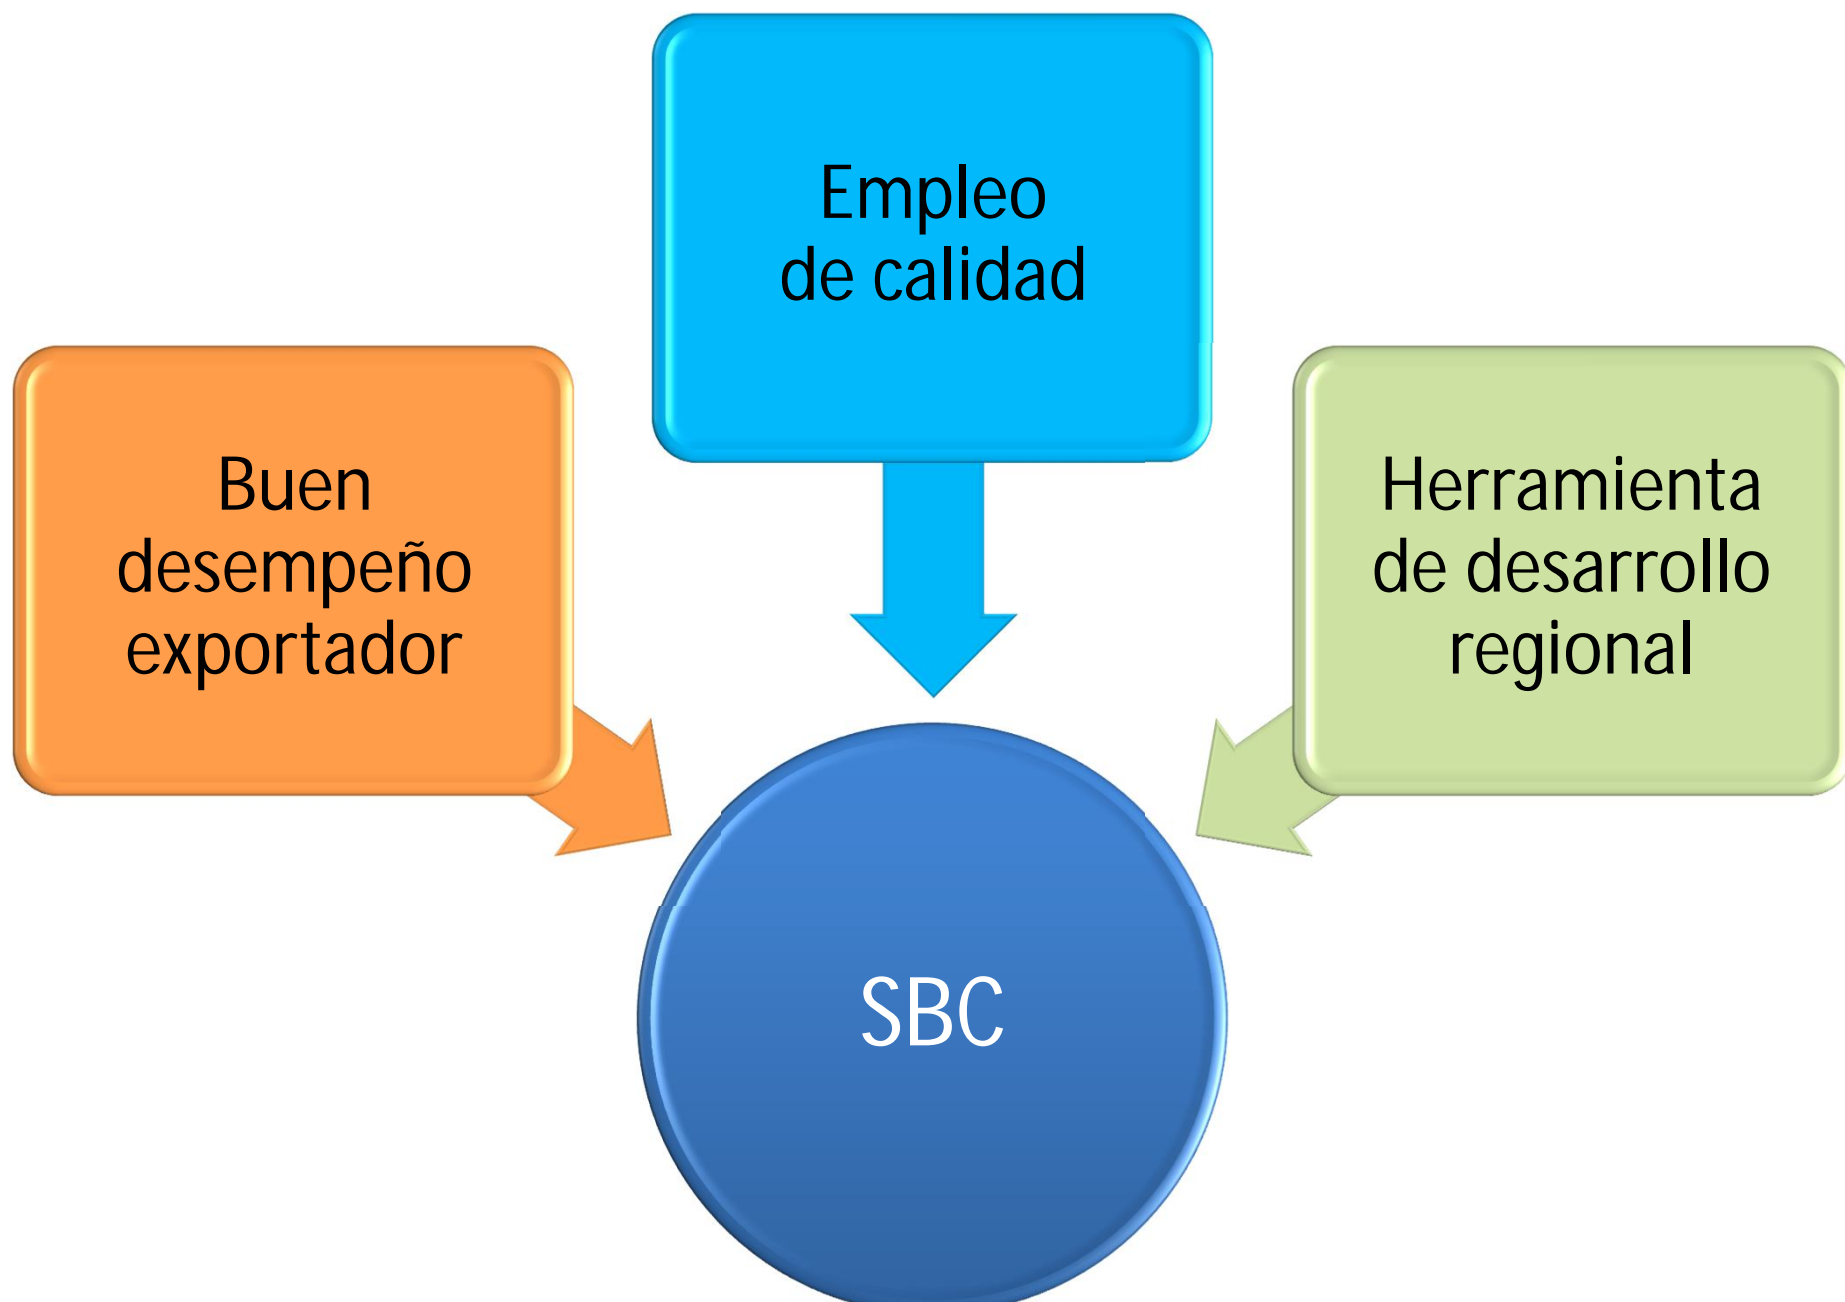 Empleo
de calidad
Buen
desempeño
exportador
Herramienta
de desarrollo
regional
SBC